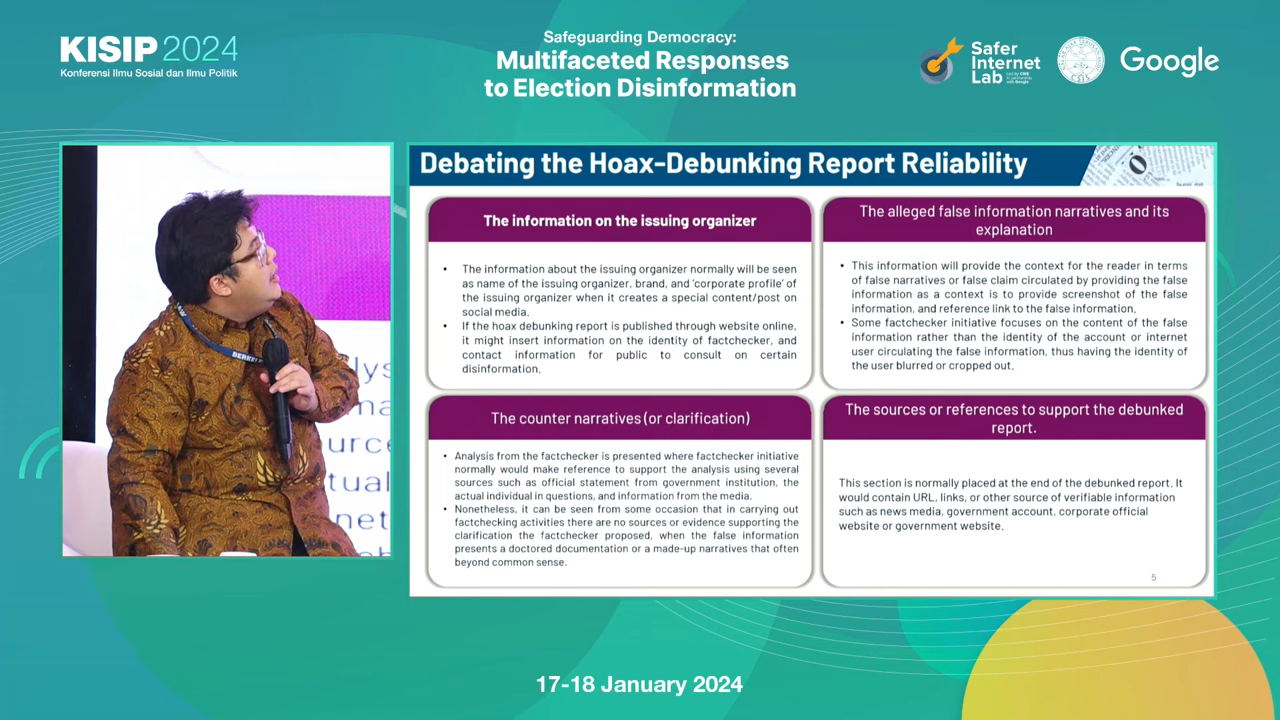 KISIP 2024
Konferensi Ilmu Sosial dan Ilmu Politik
Safeguarding Democracy:
Multifaceted Responses
to Election Disinformation
Safer
Internet
Lab
Google
Debating the Hoax-Debunking Report Reliability
The information on the issuing organizer
• The information about the issuing organizer normally will be seen
as name of the issuing organizer, brand, and 'corporate profile' of
the issuing organizer when it creates a special content/post on
social media.
• If the hoax debunking report is published through website online,
it might insert information on the identity of factchecker, and
contact information for public to consult on certain
disinformation.
The alleged false information narratives and its
explanation
• This information will provide the context for the reader in terms
of false narratives or false claim circulated by providing the false
information as a context is to provide screenshot of the false
information, and reference link to the false information.
• Some factchecker initiative focuses on the content of the false
information rather than the identity of the account or internet
user circulating the false information, thus having the identity of
the user blurred or cropped out.
The counter narratives (or clarification)
• Analysis from the factchecker is presented where factchecker initiative
normally would make reference to support the analysis using several
sources such as official statement from government institution, the
actual individual in questions, and information from the media.
• Nonetheless, it can be seen from some occasion that in carrying out
factchecking activities there are no sources or evidence supporting the
clarification the factchecker proposed, when the false information
presents a doctored documentation or a made-up narratives that often
beyond common sense.
The sources or references to support the debunked
report.
This section is normally placed at the end of the debunked report. It
would contain URL, links, or other source of verifiable information
such as news media, government account, corporate official
website or government website.
5
17-18 January 2024